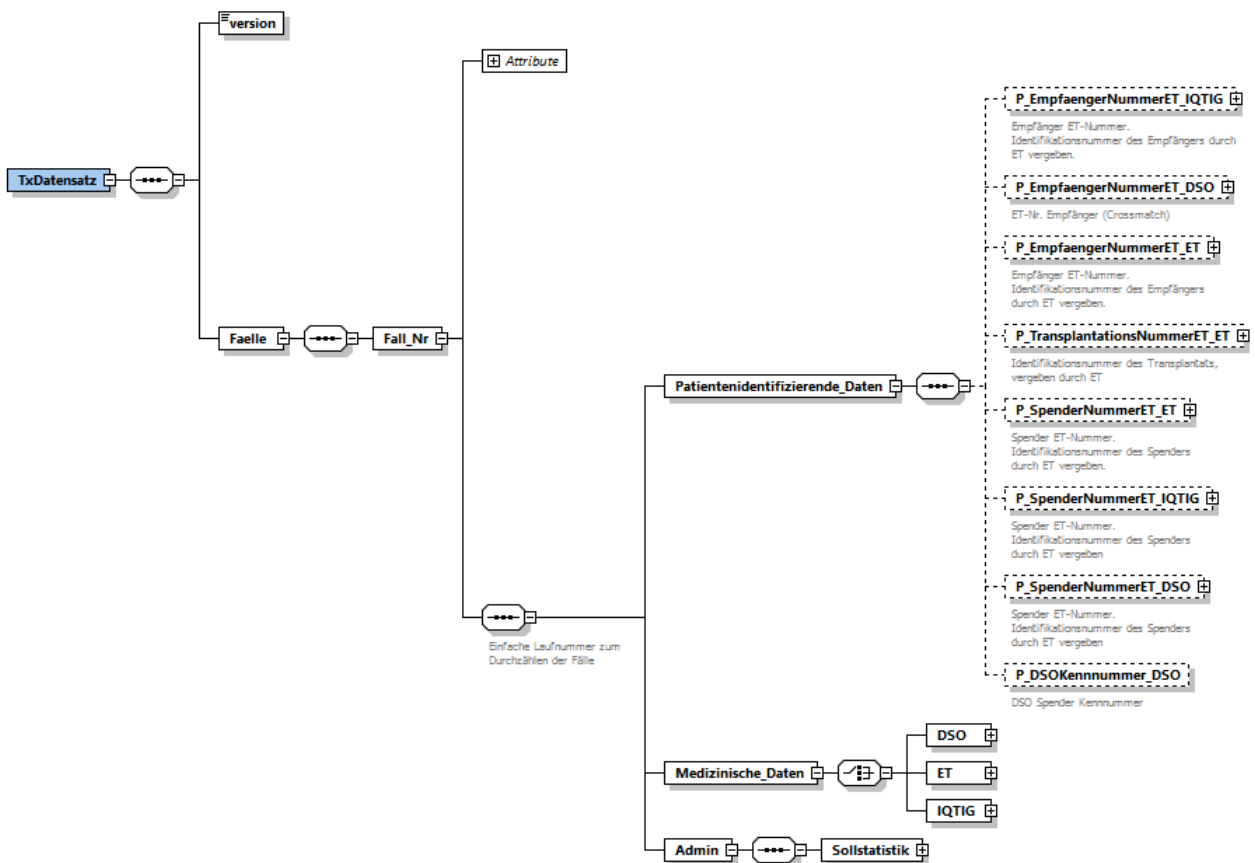 version
Attribute
P_EmpfaengerNummerET_IQTIG
Empfänger ET-Nummer.
Identifikationsnummer des Empfängers durch
ET vergeben.
TxDatensatz
P_EmpfaengerNummerET_DSO
ET-Nr. Empfänger (Crossmatch)
P_EmpfaengerNummerET_ET
Empfänger ET-Nummer.
Identifikationsnummer des Empfängers
durch ET vergeben.
Faelle
Fall_Nr
P_TransplantationsNummerET_ET
Identifikationsnummer des Transplantats,
vergeben durch ET
Patientenidentifizierende_Daten
P_SpenderNummerET_ET
Spender ET-Nummer.
Identifikationsnummer des Spenders
durch ET vergeben.
P_SpenderNummerET_IQTIG
Spender ET-Nummer.
Identifikationsnummer des Spenders
durch ET vergeben
P_SpenderNummerET_DSO
Spender ET-Nummer.
Identifikationsnummer des Spenders
durch ET vergeben
Einfache Laufnummer zum
Durchzählen der Fälle
P_DSOKennnummer_DSO
DSO Spender Kennnummer
DSO
Medizinische_Daten
ET
IQTIG
Admin
Sollstatistik